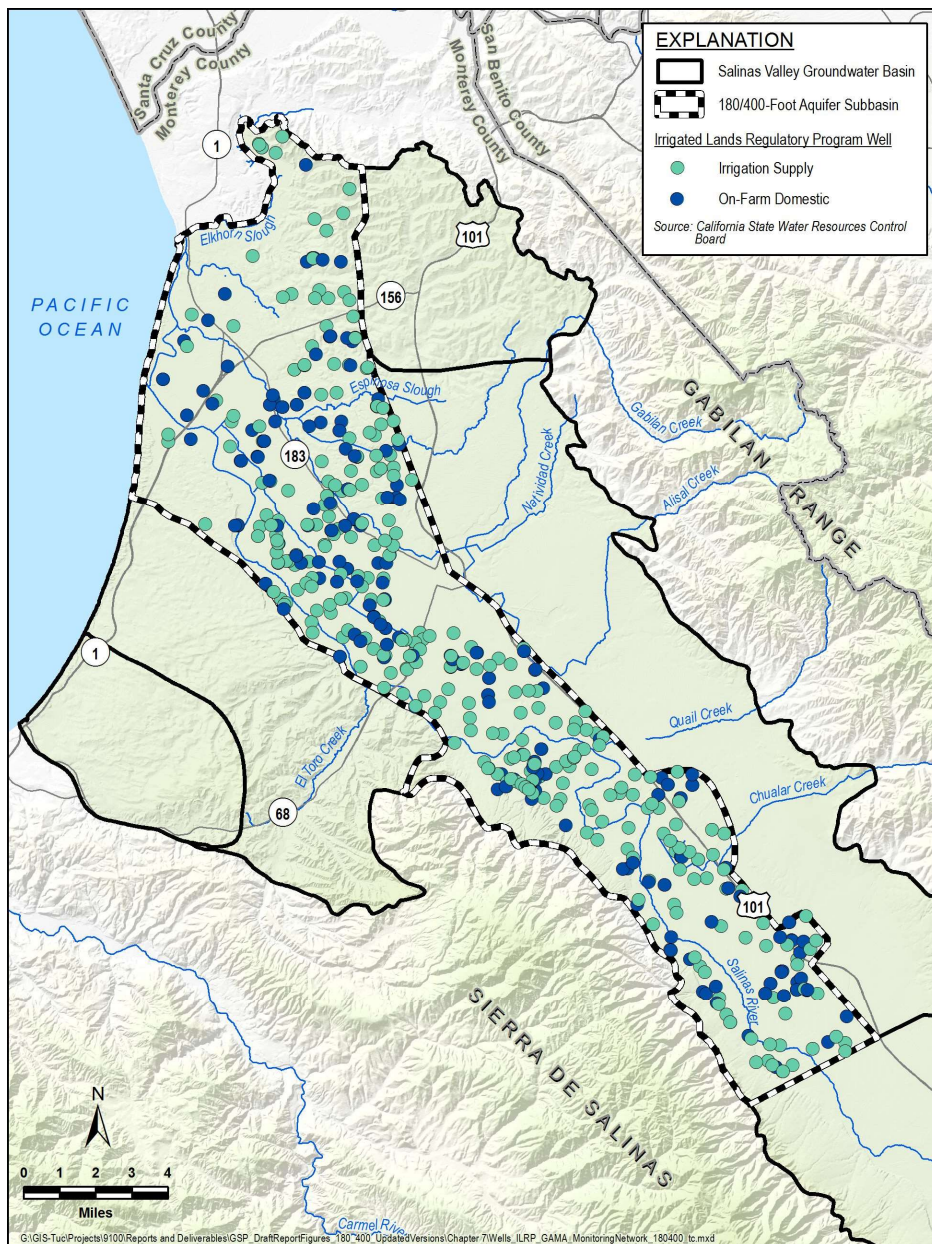 EXPLANATION
Salinas Valley Groundwater Basin
180/400-Foot Aquifer Subbasin
Irrigated Lands Regulatory Program Well
Irrigation Supply
On-Farm Domestic
Source: California State Water Resources Control
Board
Santa Cruz County
Monterey County
San Benito County
Monterey County
1
101
Elkhorn Slough
156
PACIFIC
OCEAN
Espinosa Slough
Gabilan Creek
GABILAN
RANGE
183
Natividad Creek
Alisal Creek
1
Quail Creek
El Toro Creek
Chualar Creek
68
101
Salinas River
SIERRA DE SALINAS
N
0 1 2 3 4
Miles
Carmel River
G:\GIS-Tuc\Projects\9100\Reports and Deliverables\GSP_DraftReportFigures_180_400_UpdatedVersions\Chapter 7\Wells_ILRP_GAMA_MonitoringNetwork_180400_tc.mxd